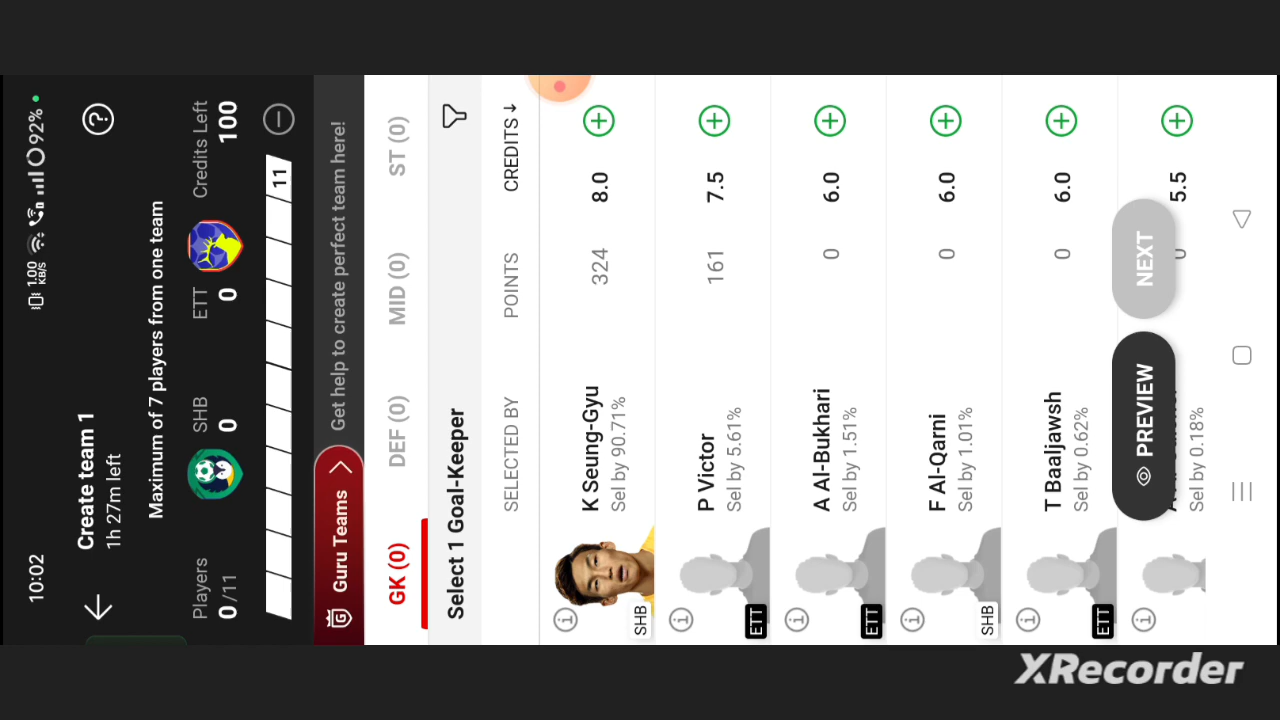 10:02
1.00 KB/S
92%
Create team 1
1h 27m left
Maximum of 7 players from one team
Players
0/11
SHB
0
ETT
0
Credits Left
100
11
Guru Teams
Get help to create perfect team here!
GK (0)
DEF (0)
MID (0)
ST (0)
Select 1 Goal-Keeper
SELECTED BY
POINTS
CREDITS
SHB
K Seung-Gyu
Sel by 90.71%
324
8.0
ETT
P Victor
Sel by 5.61%
161
7.5
ETT
A Al-Bukhari
Sel by 1.51%
0
6.0
SHB
F Al-Qarni
Sel by 1.01%
0
6.0
ETT
T Baaljawsh
Sel by 0.62%
0
6.0
Sel by 0.18%
0
5.5
PREVIEW
NEXT
XRecorder